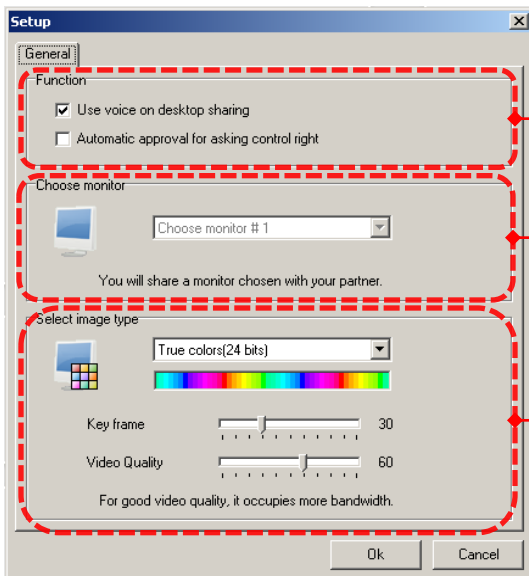 Setup
General
Function
Use voice on desktop sharing
Automatic approval for asking control right
Choose monitor
Choose monitor # 1
You will share a monitor chosen with your partner.
Select image type
True colors(24 bits)
Key frame 30
Video Quality 60
For good video quality, it occupies more bandwidth.
Ok Cancel